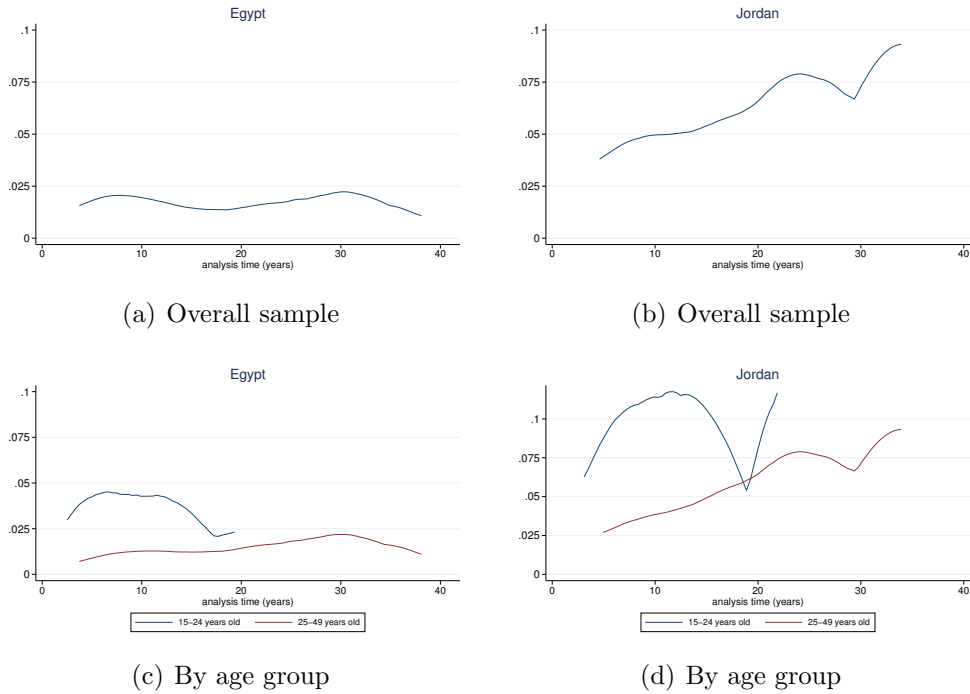 Egypt
.1
.075
.05
.025
0
0 10 20 30 40
analysis time (years)
(a) Overall sample
Jordan
.1
.075
.05
.025
0
0 10 20 30 40
analysis time (years)
(b) Overall sample
Egypt
.1
.075
.05
.025
0
0 10 20 30 40
analysis time (years)
15–24 years old 25–49 years old
(c) By age group
Jordan
.1
.075
.05
.025
0
0 10 20 30 40
analysis time (years)
15–24 years old 25–49 years old
(d) By age group